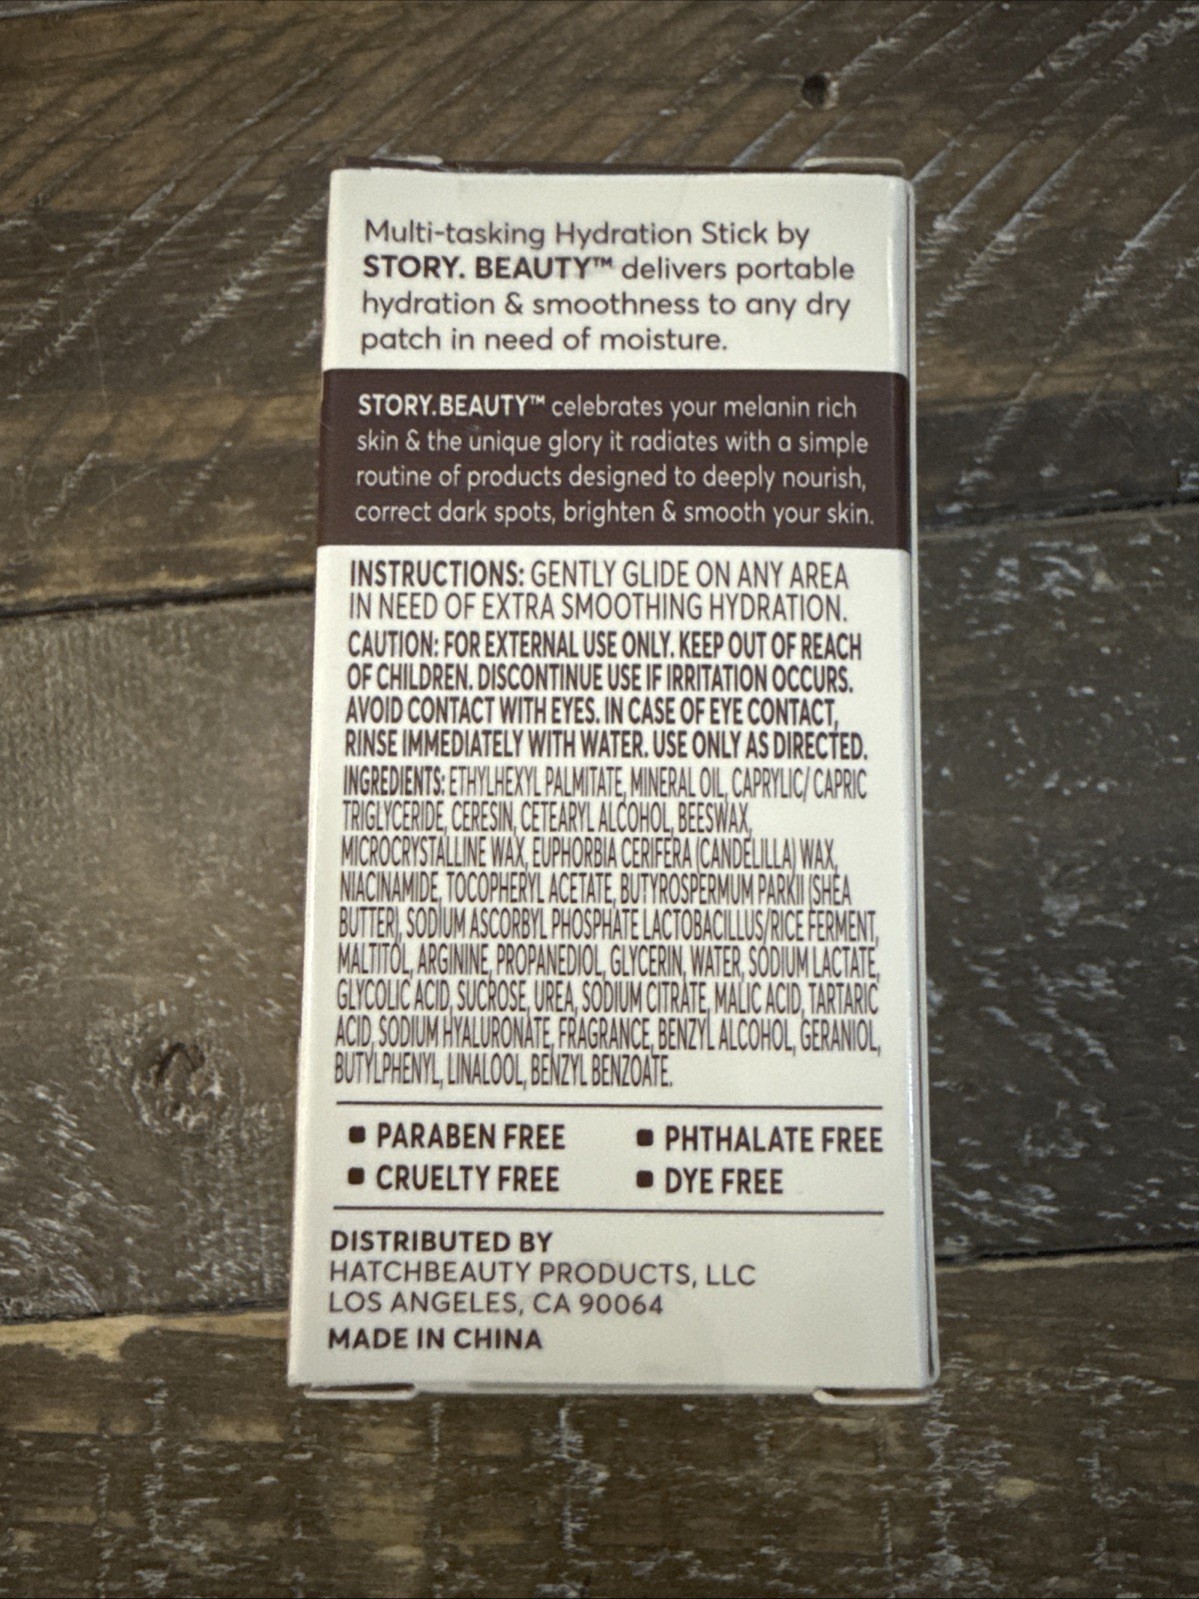 Multi-tasking Hydration Stick by
STORY. BEAUTY™ delivers portable
hydration & smoothness to any dry
patch in need of moisture.
STORY.BEAUTY™ celebrates your melanin rich
skin & the unique glory it radiates with a simple
routine of products designed to deeply nourish,
correct dark spots, brighten & smooth your skin.
INSTRUCTIONS: GENTLY GLIDE ON ANY AREA
IN NEED OF EXTRA SMOOTHING HYDRATION.
CAUTION: FOR EXTERNAL USE ONLY. KEEP OUT OF REACH
OF CHILDREN. DISCONTINUE USE IF IRRITATION OCCURS.
AVOID CONTACT WITH EYES. IN CASE OF EYE CONTACT,
RINSE IMMEDIATELY WITH WATER. USE ONLY AS DIRECTED.
INGREDIENTS: ETHYLHEXYL PALMITATE, MINERAL OIL, CAPRYLIC/ CAPRIC
TRIGLYCERIDE, CERESIN, CETEARYL ALCOHOL, BEESWAX,
MICROCRYSTALLINE WAX, EUPHORBIA CERIFERA (CANDELILLA) WAX,
NIACINAMIDE, TOCOPHERYL ACETATE, BUTYROSPERMUM PARKII (SHEA
BUTTER), SODIUM ASCORBYL PHOSPHATE LACTOBACILLUS/RICE FERMENT,
MALTITOL, ARGININE, PROPANEDIOL, GLYCERIN, WATER, SODIUM LACTATE,
GLYCOLIC ACID, SUCROSE, UREA, SODIUM CITRATE, MALIC ACID, TARTARIC
ACID, SODIUM HYALURONATE, FRAGRANCE, BENZYL ALCOHOL, GERANIOL,
BUTYLPHENYL, LINALOOL, BENZYL BENZOATE.
■ PARABEN FREE ■ PHTHALATE FREE
■ CRUELTY FREE ■ DYE FREE
DISTRIBUTED BY
HATCHBEAUTY PRODUCTS, LLC
LOS ANGELES, CA 90064
MADE IN CHINA